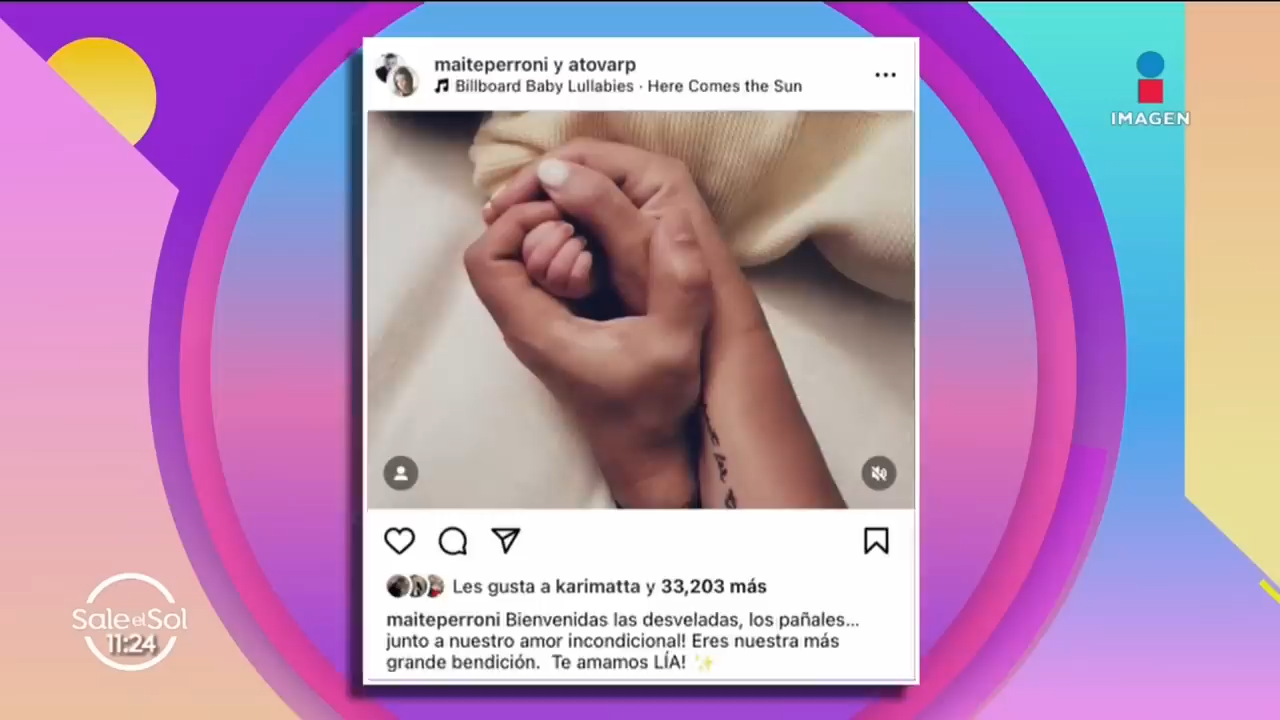 maiteperroni y atovarp
Billboard Baby Lullabies · Here Comes the Sun
IMAGEN
Les gusta a karimatta y 33,203 más
maiteperroni Bienvenidas las desveladas, los pañales...
junto a nuestro amor incondicional! Eres nuestra más
grande bendición. Te amamos LÍA! ✨
Sale el Sol
11:24